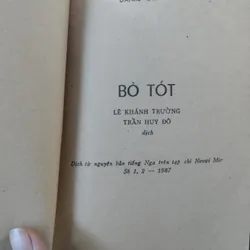 BÒ TÓT
LÊ KHÁNH TRƯỜNG
TRẦN HUY ĐÔ
dịch
Dịch từ nguyên bản tiếng Nga trên tạp chí Novưi Mir
Số 1, 2 — 1987